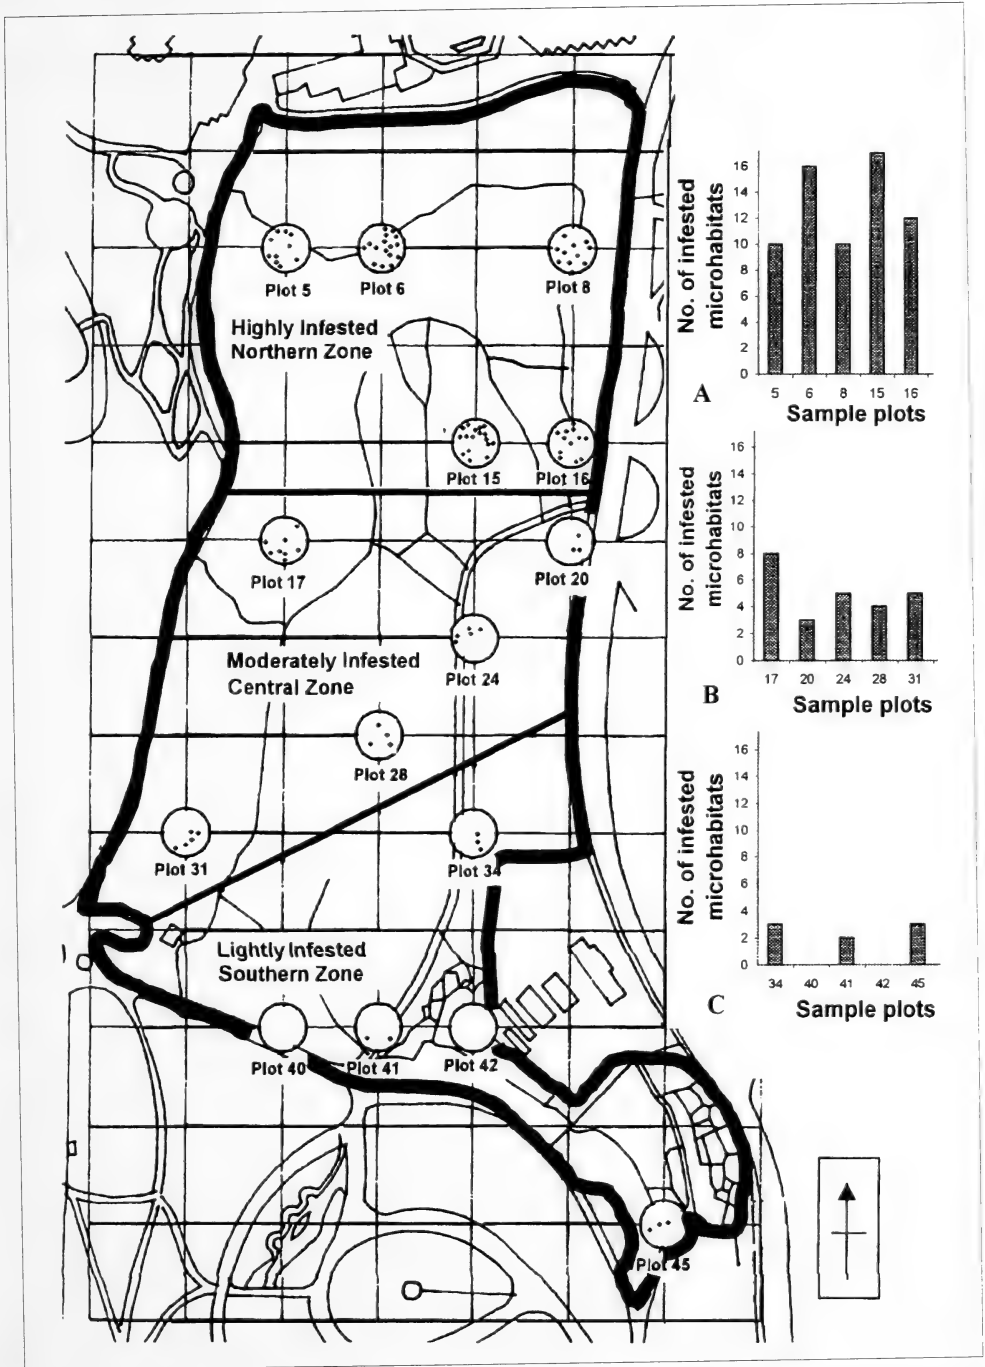 Plot 5
Plot 6
Plot 8
Highly Infested
Northern Zone
Plot 15
Plot 16
Plot 17
Plot 20
Moderately Infested
Central Zone
Plot 24
Plot 28
Plot 31
Plot 34
Lightly Infested
Southern Zone
Plot 40
Plot 41
Plot 42
Plot 45
No. of infested
microhabitats
16
14
12
10
8
6
4
2
0
5 6 8 15 16
A
Sample plots
No. of infested
microhabitats
16
14
12
10
8
6
4
2
0
17 20 24 28 31
B
Sample plots
No. of infested
microhabitats
16
14
12
10
8
6
4
2
0
34 40 41 42 45
C
Sample plots